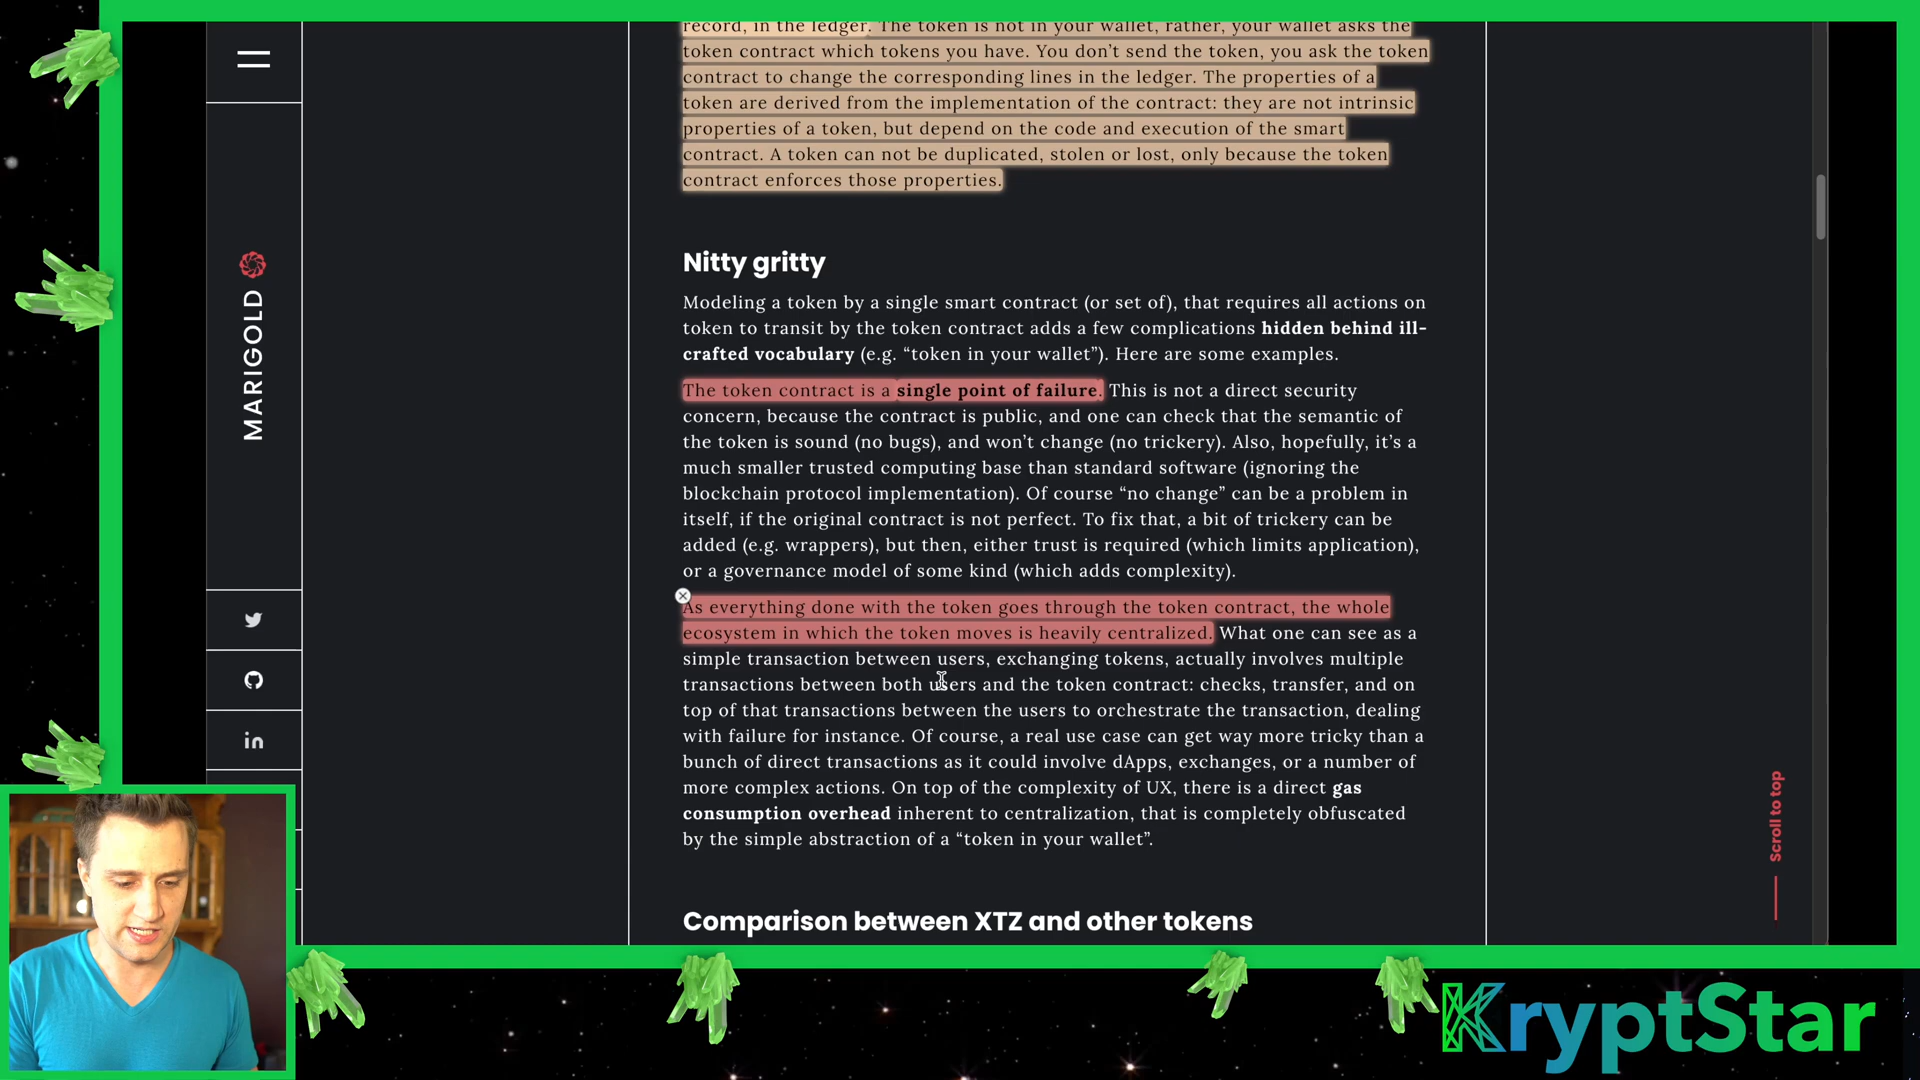 record, in the ledger. The token is not in your wallet, rather, your wallet asks the
token contract which tokens you have. You don’t send the token, you ask the token
contract to change the corresponding lines in the ledger. The properties of a
token are derived from the implementation of the contract: they are not intrinsic
properties of a token, but depend on the code and execution of the smart
contract. A token can not be duplicated, stolen or lost, only because the token
contract enforces those properties.
MARIGOLD
Nitty gritty
Modeling a token by a single smart contract (or set of), that requires all actions on
token to transit by the token contract adds a few complications hidden behind ill-
crafted vocabulary (e.g. “token in your wallet”). Here are some examples.
The token contract is a single point of failure. This is not a direct security
concern, because the contract is public, and one can check that the semantic of
the token is sound (no bugs), and won’t change (no trickery). Also, hopefully, it’s a
much smaller trusted computing base than standard software (ignoring the
blockchain protocol implementation). Of course “no change” can be a problem in
itself, if the original contract is not perfect. To fix that, a bit of trickery can be
added (e.g. wrappers), but then, either trust is required (which limits application),
or a governance model of some kind (which adds complexity).
As everything done with the token goes through the token contract, the whole
ecosystem in which the token moves is heavily centralized. What one can see as a
simple transaction between users, exchanging tokens, actually involves multiple
transactions between both users and the token contract: checks, transfer, and on
top of that transactions between the users to orchestrate the transaction, dealing
with failure for instance. Of course, a real use case can get way more tricky than a
bunch of direct transactions as it could involve dApps, exchanges, or a number of
more complex actions. On top of the complexity of UX, there is a direct gas
consumption overhead inherent to centralization, that is completely obfuscated
by the simple abstraction of a “token in your wallet”.
Scroll to top
Comparison between XTZ and other tokens
KryptStar